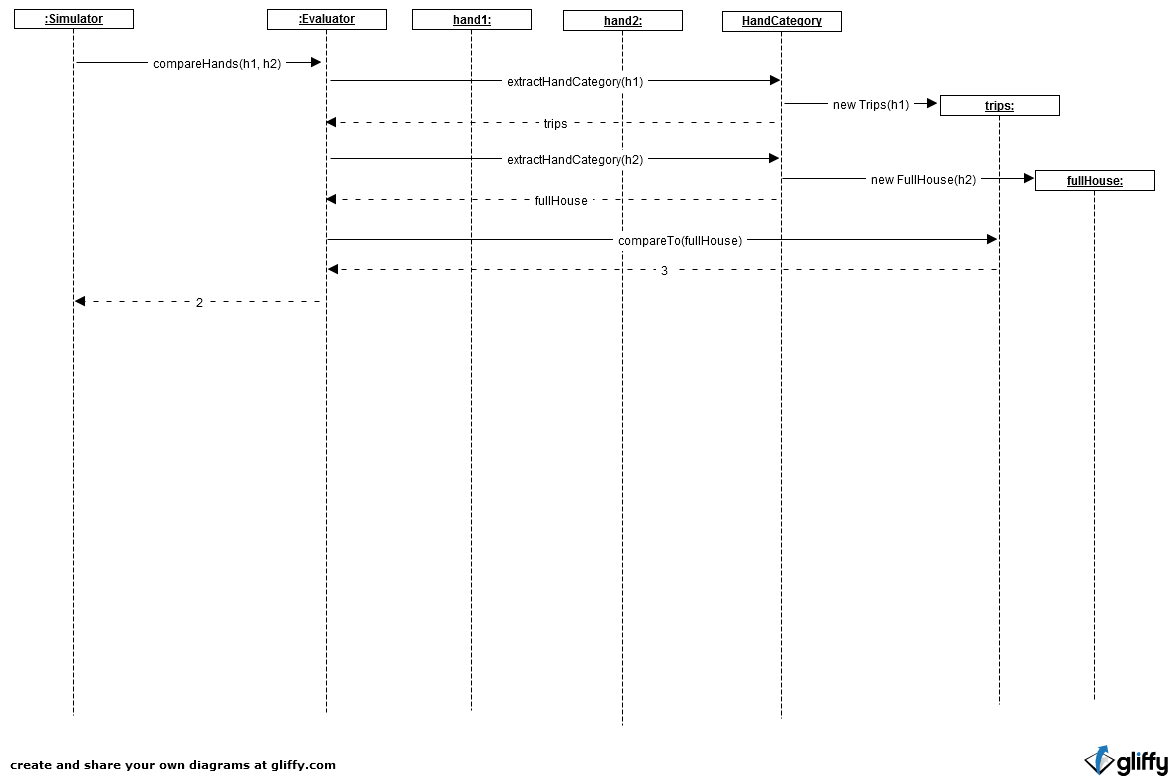 :Simulator
:Evaluator
hand1:
hand2:
HandCategory
compareHands(h1, h2)
extractHandCategory(h1)
new Trips(h1)
trips:
trips
extractHandCategory(h2)
new FullHouse(h2)
fullHouse:
fullHouse
compareTo(fullHouse)
3
2
create and share your own diagrams at gliffy.com
gliffy